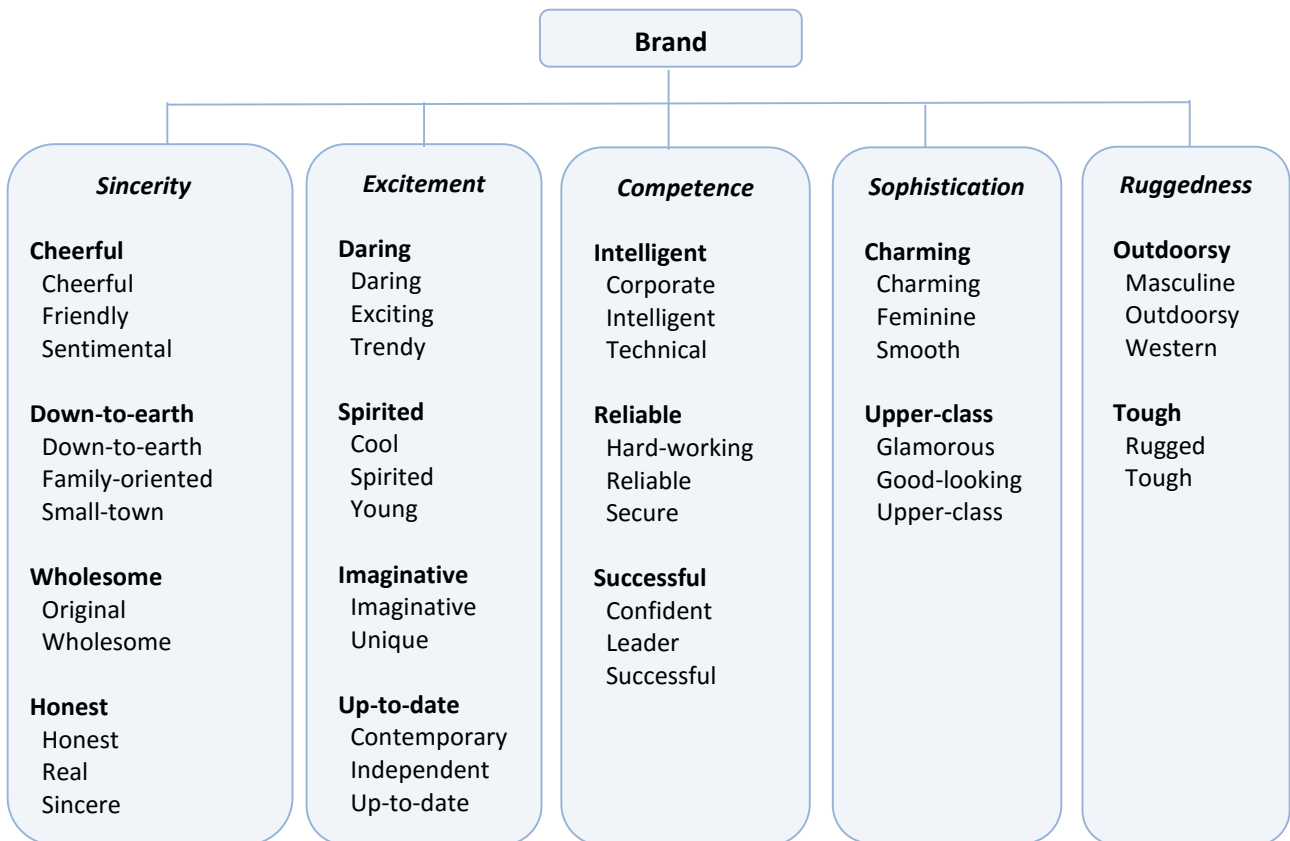 Brand
Sincerity
Cheerful
Cheerful
Friendly
Sentimental
Down-to-earth
Down-to-earth
Family-oriented
Small-town
Wholesome
Original
Wholesome
Honest
Honest
Real
Sincere
Excitement
Daring
Daring
Exciting
Trendy
Spirited
Cool
Spirited
Young
Imaginative
Imaginative
Unique
Up-to-date
Contemporary
Independent
Up-to-date
Competence
Intelligent
Corporate
Intelligent
Technical
Reliable
Hard-working
Reliable
Secure
Successful
Confident
Leader
Successful
Sophistication
Charming
Charming
Feminine
Smooth
Upper-class
Glamorous
Good-looking
Upper-class
Ruggedness
Outdoorsy
Masculine
Outdoorsy
Western
Tough
Rugged
Tough